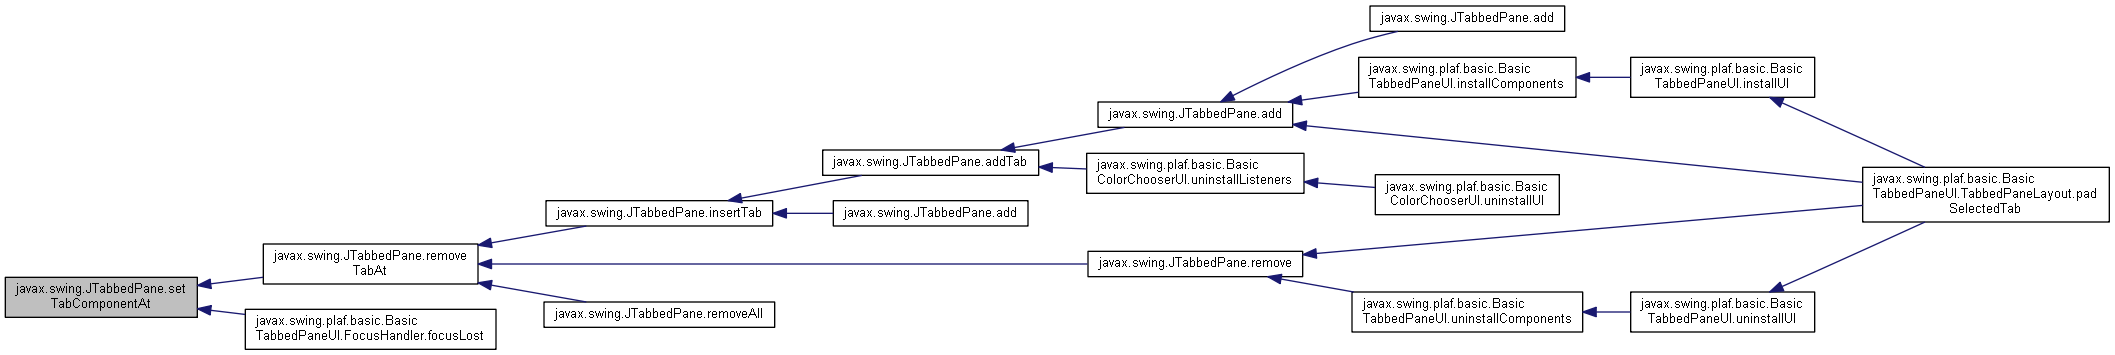 javax.swing.JTabbedPane.set
TabComponentAt
javax.swing.JTabbedPane.remove
TabAt
javax.swing.plaf.basic.Basic
TabbedPaneUI.FocusHandler.focusLost
javax.swing.JTabbedPane.insertTab
javax.swing.JTabbedPane.removeAll
javax.swing.JTabbedPane.addTab
javax.swing.JTabbedPane.add
javax.swing.JTabbedPane.add
javax.swing.plaf.basic.Basic
ColorChooserUI.uninstallListeners
javax.swing.JTabbedPane.remove
javax.swing.JTabbedPane.add
javax.swing.plaf.basic.Basic
TabbedPaneUI.installComponents
javax.swing.plaf.basic.Basic
ColorChooserUI.uninstallUI
javax.swing.plaf.basic.Basic
TabbedPaneUI.uninstallComponents
javax.swing.plaf.basic.Basic
TabbedPaneUI.installUI
javax.swing.plaf.basic.Basic
TabbedPaneUI.uninstallUI
javax.swing.plaf.basic.Basic
TabbedPaneUI.TabbedPaneLayout.pad
SelectedTab